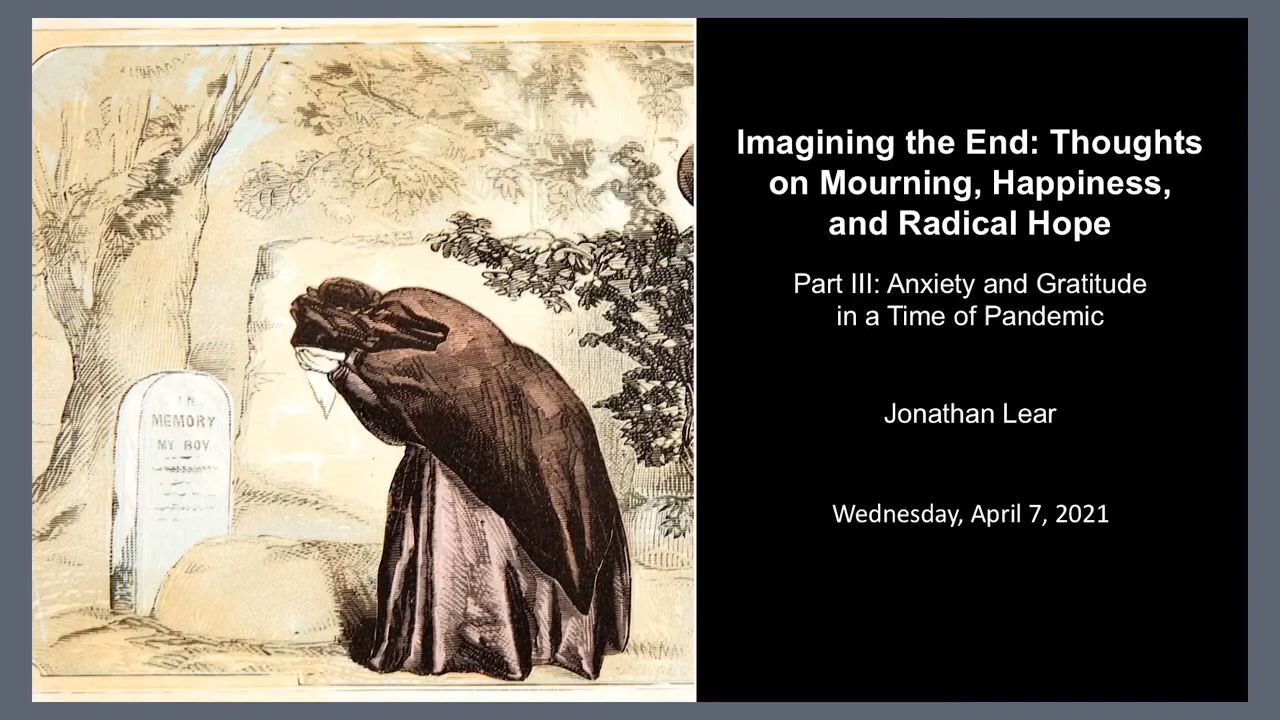 IN
MEMORY
MY BOY
Imagining the End: Thoughts
on Mourning, Happiness,
and Radical Hope
Part III: Anxiety and Gratitude
in a Time of Pandemic
Jonathan Lear
Wednesday, April 7, 2021